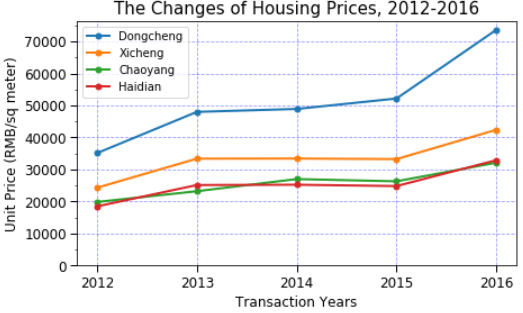 The Changes of Housing Prices, 2012-2016
Dongcheng
Xicheng
Chaoyang
Haidian
Unit Price (RMB/sq meter)
70000
60000
50000
40000
30000
20000
10000
0
2012 2013 2014 2015 2016
Transaction Years